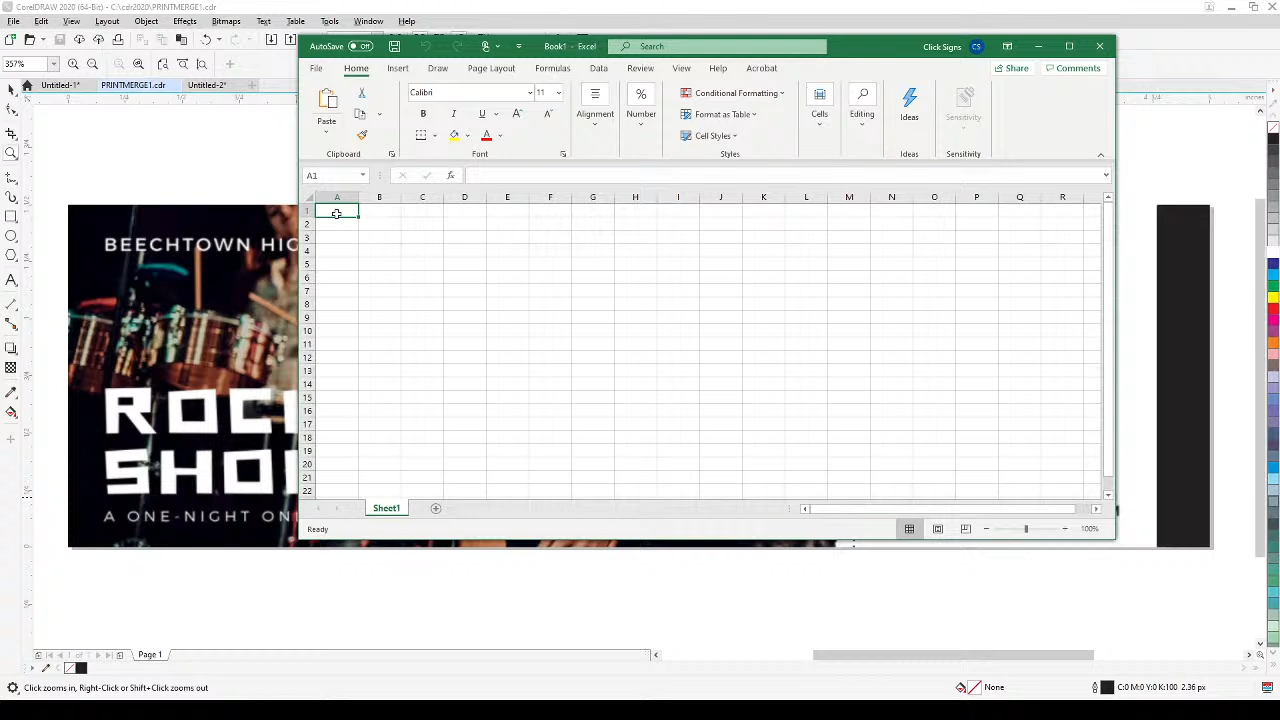 CorelDRAW 2020 (64-Bit) - C:\cdr2020\PRINTMERGE1.cdr
File Edit View Layout Object Effects Bitmaps Text Table Tools Window Help
357%
Untitled-1* PRINTMERGE1.cdr Untitled-2*
inches
AutoSave Off Book1 - Excel Search Click Signs CS
File Home Insert Draw Page Layout Formulas Data Review View Help Acrobat Share Comments
Paste
Clipboard
Calibri 11
B I U
Font
Alignment
Number
Conditional Formatting
Format as Table
Cell Styles
Styles
Cells
Editing
Ideas
Ideas
Sensitivity
Sensitivity
A1 fx
A B C D E F G H I J K L M N O P Q R
1
2
3
4
5
6
7
8
9
10
11
12
13
14
15
16
17
18
19
20
21
22
Sheet1
Ready 100%
BEECHTOWN HIG
ROC
SHO
A ONE-NIGHT ON
1 of 1 Page 1
Click zooms in, Right-Click or Shift+Click zooms out None C:0 M:0 Y:0 K:100 2.36 px